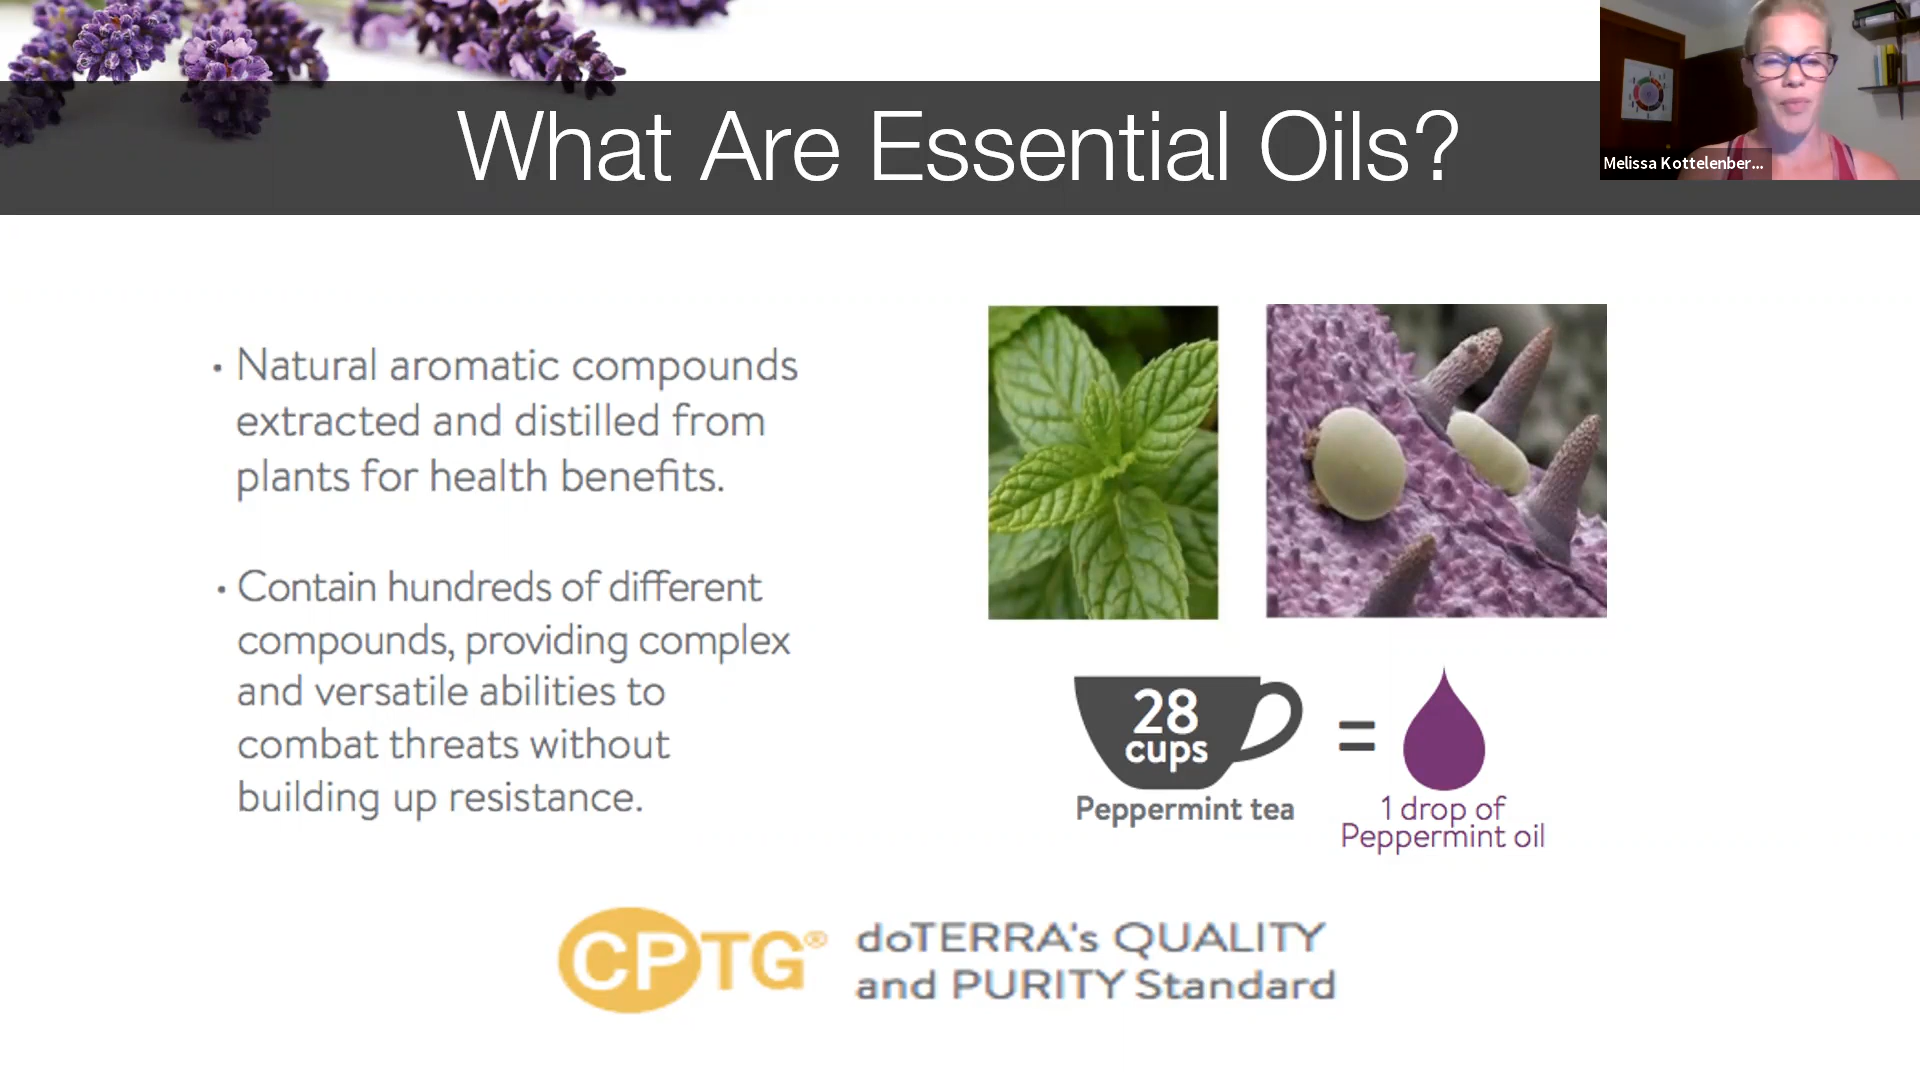 What Are Essential Oils?
Melissa Kottelenber...
· Natural aromatic compounds
extracted and distilled from
plants for health benefits.
· Contain hundreds of different
compounds, providing complex
and versatile abilities to
combat threats without
building up resistance.
28
cups
=
Peppermint tea
1 drop of
Peppermint oil
CPTG®
doTERRA's QUALITY
and PURITY Standard